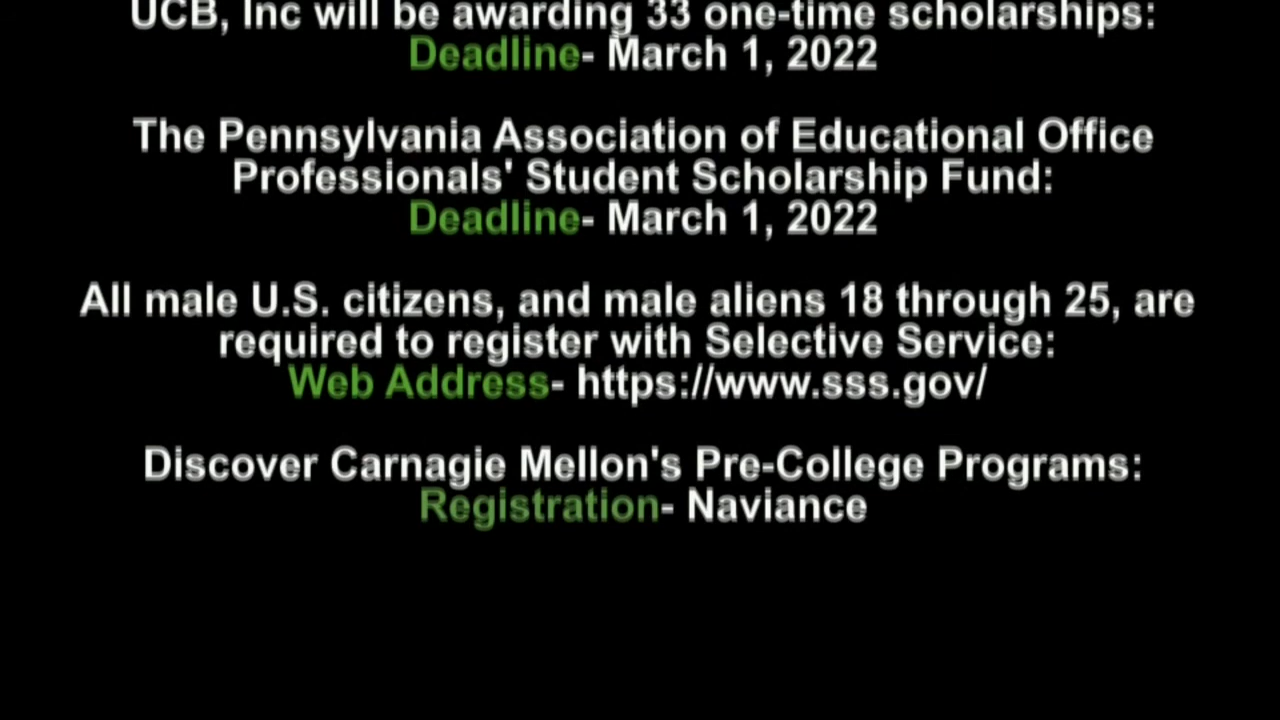 UCB, Inc will be awarding 33 one-time scholarships:
Deadline- March 1, 2022
The Pennsylvania Association of Educational Office
Professionals' Student Scholarship Fund:
Deadline- March 1, 2022
All male U.S. citizens, and male aliens 18 through 25, are
required to register with Selective Service:
Web Address- https://www.sss.gov/
Discover Carnagie Mellon's Pre-College Programs:
Registration- Naviance